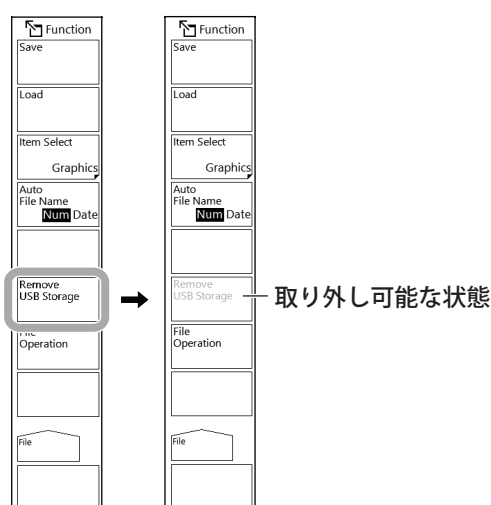 Function
Save
Load
Item Select
Graphics
Auto
File Name
Num Date
Remove
USB Storage
File
Operation
File
Function
Save
Load
Item Select
Graphics
Auto
File Name
Num Date
Remove
USB Storage
取り外し可能な状態
File
Operation
File